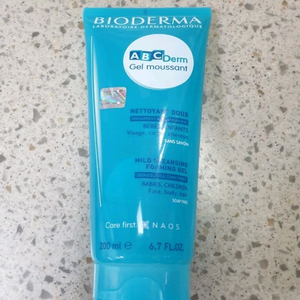 BIODERMA
LABORATOIRE DERMATOLOGIQUE
ABCDerm
Gel moussant
NETTOYANT DOUX
BÉBÉS, ENFANTS
Visage, corps, cheveux
SANS SAVON
MILD CLEANSING
FOAMING GEL
BABIES, CHILDREN
Face, body, hair
SOAP FREE
Care first NAOS
200 ml 6,7 FL.OZ.